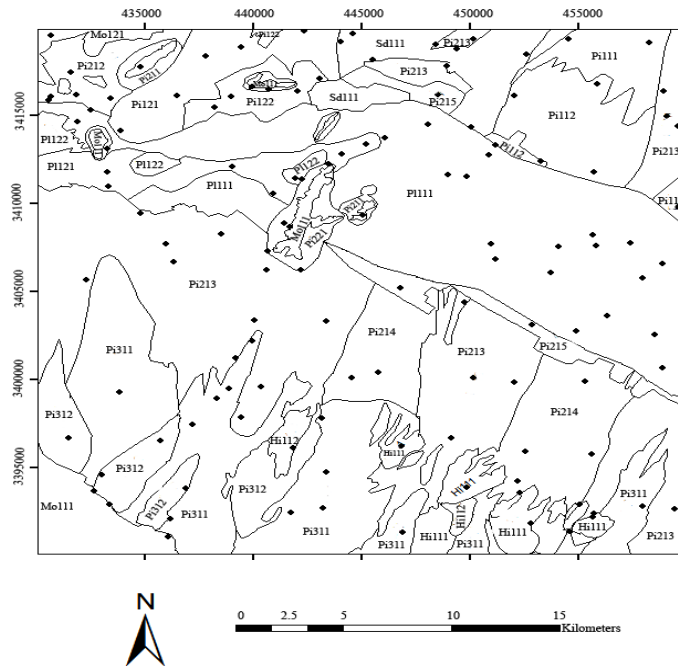 435000 440000 445000 450000 455000
3415000
3410000
3405000
3400000
3395000
Mo121
Pi122
Sd111
Pi213
Pi111
Pi212
Pi211
Pi213
Pi121
Pi122
Sd111
Pi215
Pi112
Pl121
Pl122
Pl122
Pi112
Pi213
Pl111
Pl111
Pi211
Mo111
Pi221
Pi213
Pi311
Pi214
Pi213
Pi215
Pi312
Pi214
Hi112
Hi111
Mo111
Pi312
Pi312
Pi311
Pi312
Pi311
Hi111
Hi112
Pi311
Hi111
Pi311
Hi111
Hi111
Pi311
Pi213
N
0 2.5 5 10 15
Kilometers